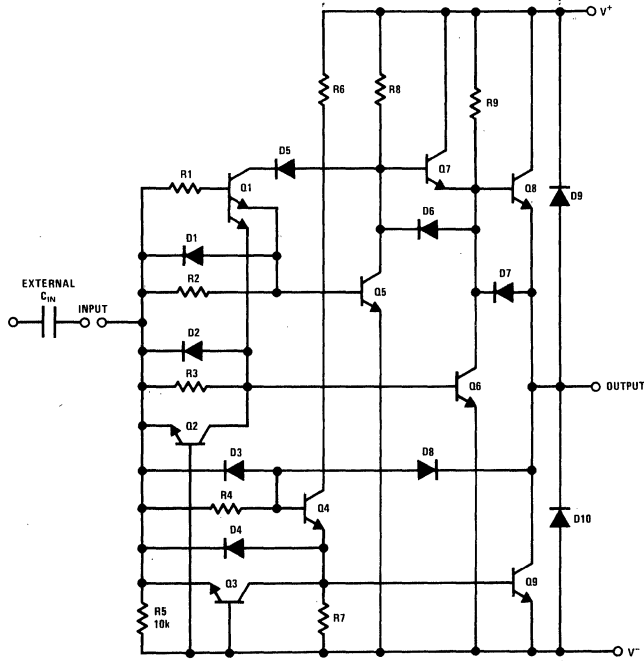 V+
R6
R8
R9
D5
Q1
Q7
R1
Q8
D9
D1
D6
R2
EXTERNAL
CIN
INPUT
Q5
D7
D2
R3
Q6
OUTPUT
Q2
D3
D8
R4
Q4
D4
D10
Q3
Q9
R5
10k
R7
V-